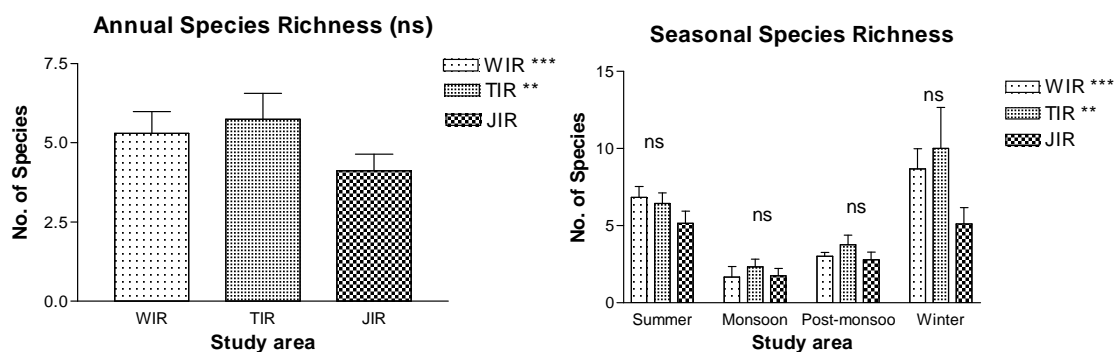 Annual Species Richness (ns)
7.5
5.0
2.5
0.0
No. of Species
WIR
TIR
JIR
Study area
WIR ***
TIR **
JIR
Seasonal Species Richness
15
10
5
0
No. of Species
ns
ns
ns
ns
Summer
Monsoon
Post-monsoo
Winter
Study area
WIR ***
TIR **
JIR